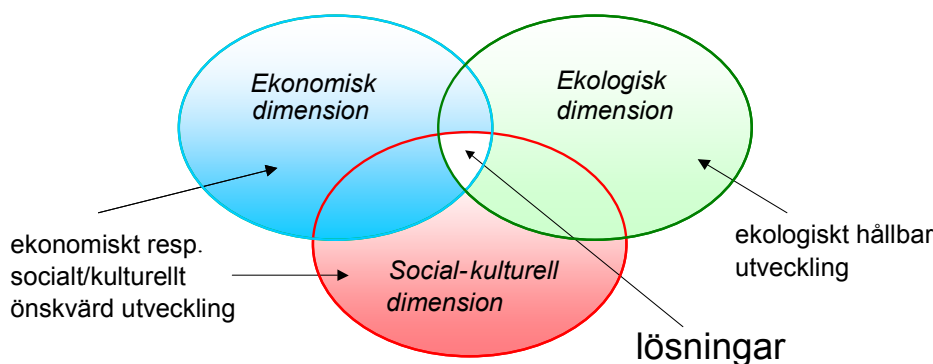 Ekonomisk
dimension
Ekologisk
dimension
ekonomiskt resp.
socialt/kulturellt
önskvärd utveckling
Social-kulturell
dimension
ekologiskt hållbar
utveckling
lösningar